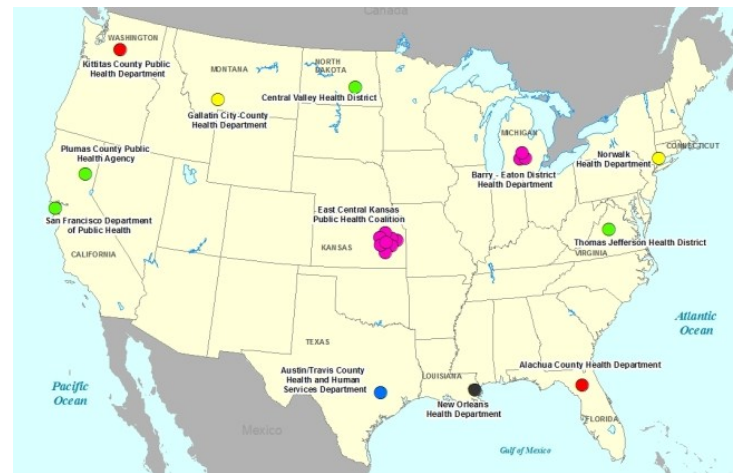 Canada
WASHINGTON
Kittitas County Public
Health Department
MONTANA
Gallatin City-County
Health Department
NORTH
DAKOTA
Central Valley Health District
MICHIGAN
Barry - Eaton District
Health Department
CONNECTICUT
Norwalk
Health Department
Plumas County Public
Health Agency
San Francisco Department
of Public Health
CALIFORNIA
East Central Kansas
Public Health Coalition
KANSAS
Thomas Jefferson Health District
VIRGINIA
Atlantic
Ocean
Pacific
Ocean
TEXAS
Austin/Travis County
Health and Human
Services Department
LOUISIANA
New Orleans
Health Department
Alachua County Health Department
FLORIDA
Mexico
Gulf of Mexico